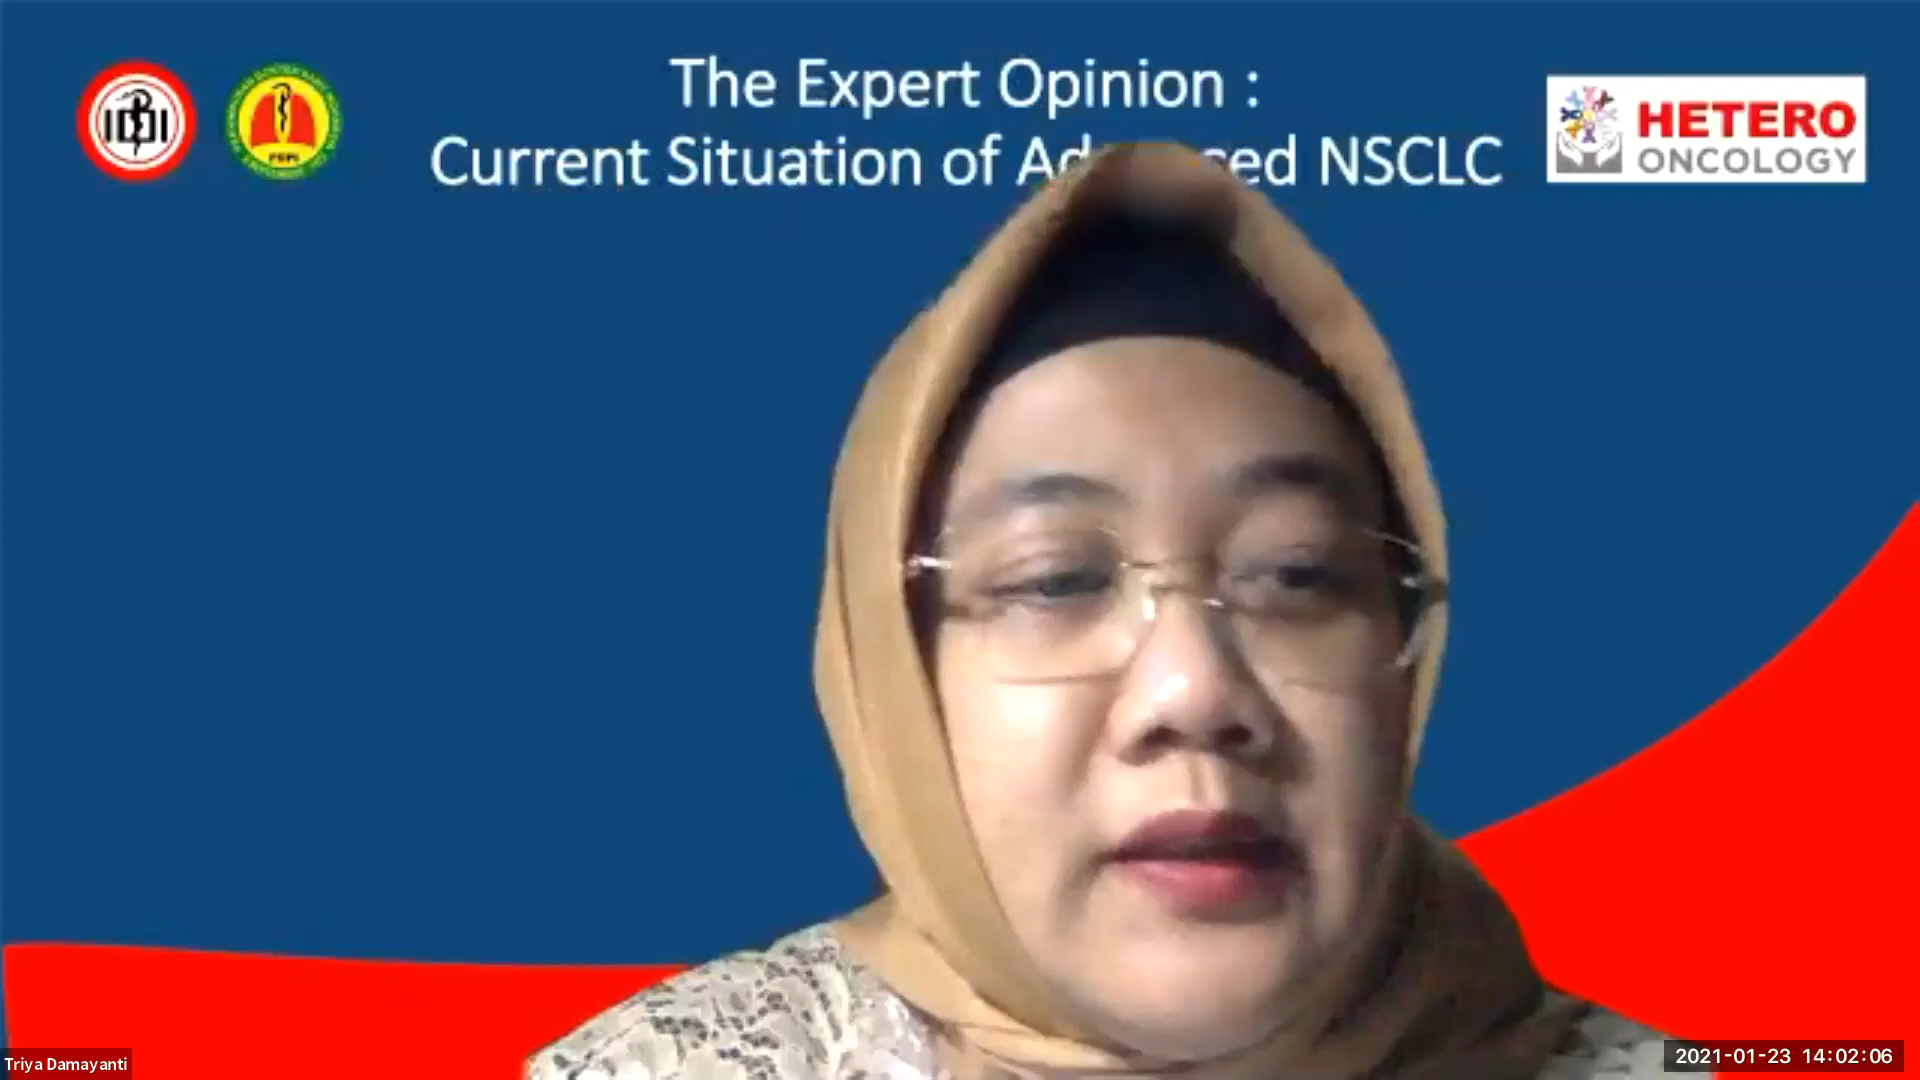 The Expert Opinion :
Current Situation of Ad ced NSCLC
IDI
HETERO
ONCOLOGY
PDPI
Triya Damayanti
2021-01-23 14:02:06